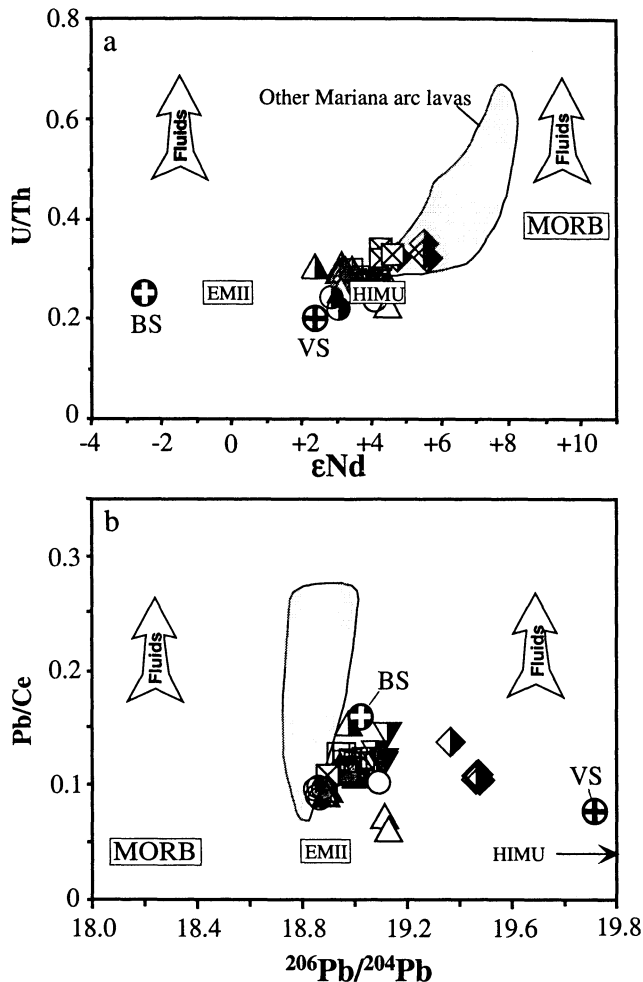 a
0.8
0.6
0.4
0.2
0
U/Th
Other Mariana arc lavas
Fluids
Fluids
MORB
EMII
HIMU
BS
VS
-4 -2 0 +2 +4 +6 +8 +10
εNd
b
0.3
0.2
0.1
0
Pb/Ce
Fluids
Fluids
BS
VS
MORB
EMII
HIMU
18.0 18.4 18.8 19.2 19.6 19.8
206Pb/204Pb